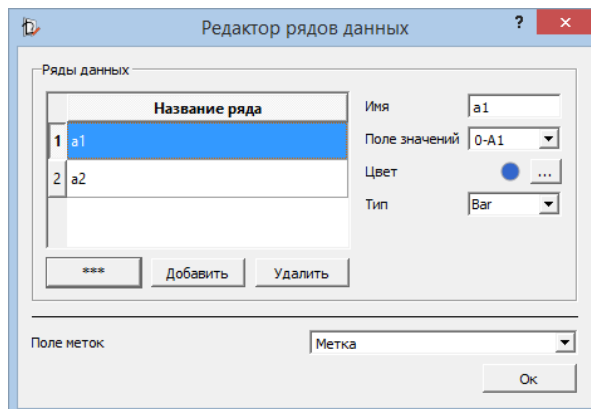 Редактор рядов данных
?
Ряды данных
Название ряда
1 a1
2 a2
Имя a1
Поле значений 0-A1
Цвет ...
Тип Bar
*** Добавить Удалить
Поле меток Метка
Ок